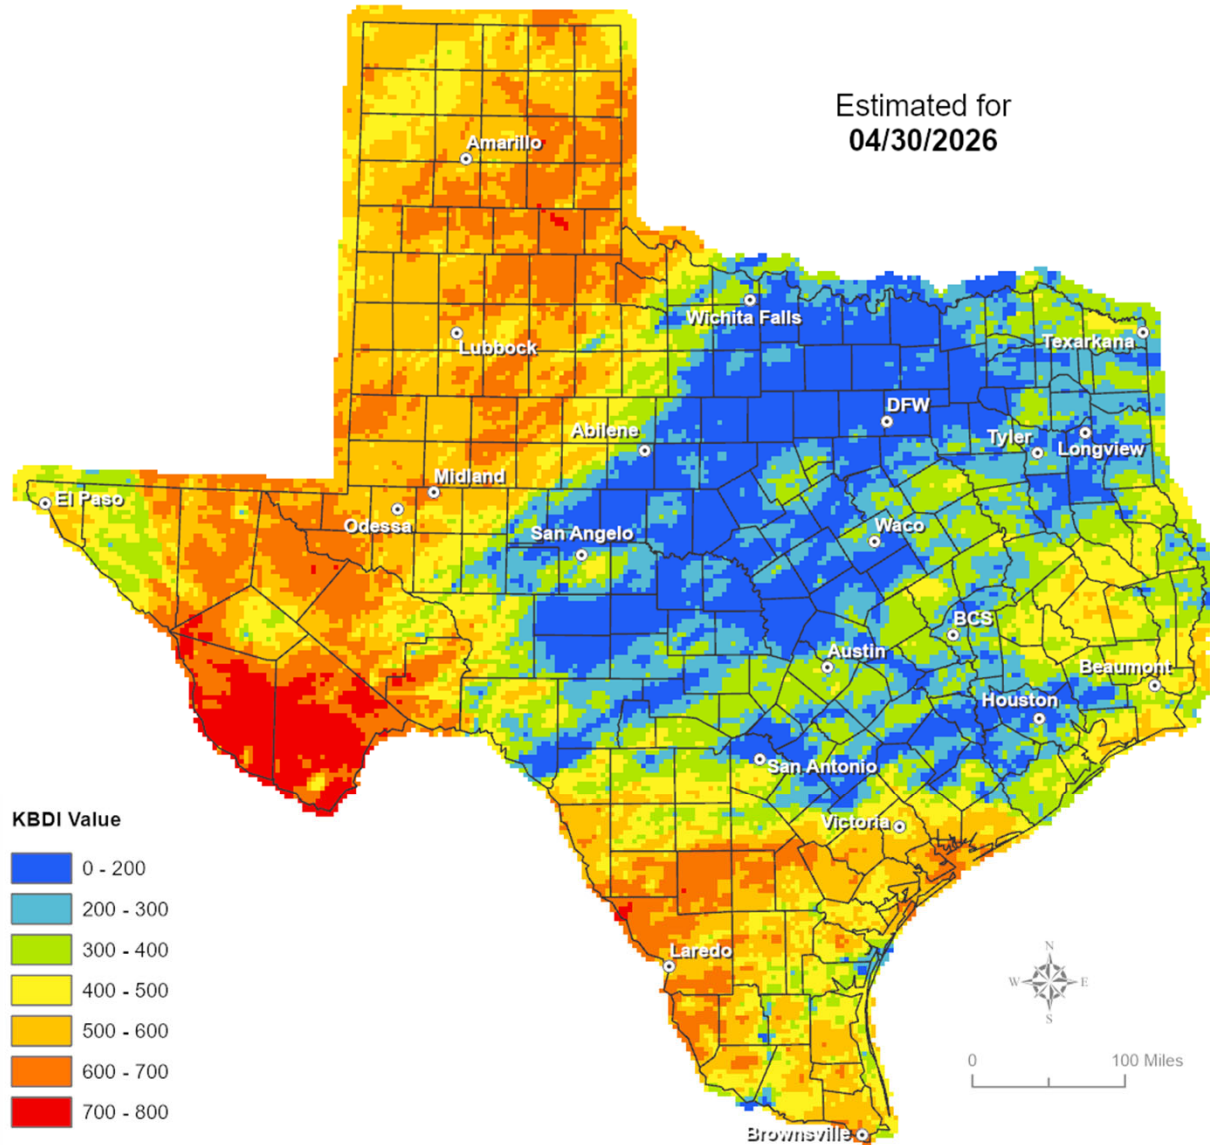 Estimated for
04/30/2026
Amarillo
Wichita Falls
Lubbock
Texarkana
DFW
Abilene
Tyler
Longview
Midland
El Paso
Odessa
San Angelo
Waco
BCS
Austin
Beaumont
Houston
San Antonio
Victoria
Laredo
Brownsville
KBDI Value
0 - 200
200 - 300
300 - 400
400 - 500
500 - 600
600 - 700
700 - 800
N
W E
S
0 100 Miles